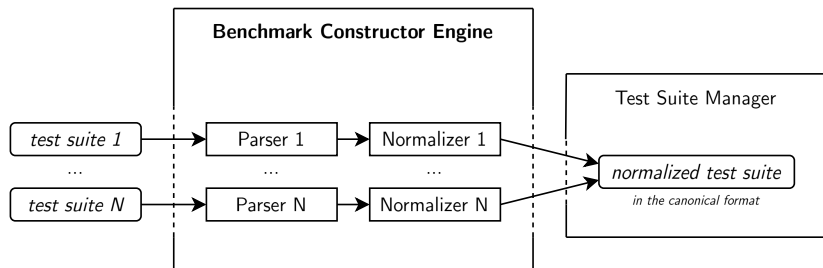 Benchmark Constructor Engine
Test Suite Manager
test suite 1
Parser 1
Normalizer 1
...
...
...
normalized test suite
in the canonical format
test suite N
Parser N
Normalizer N